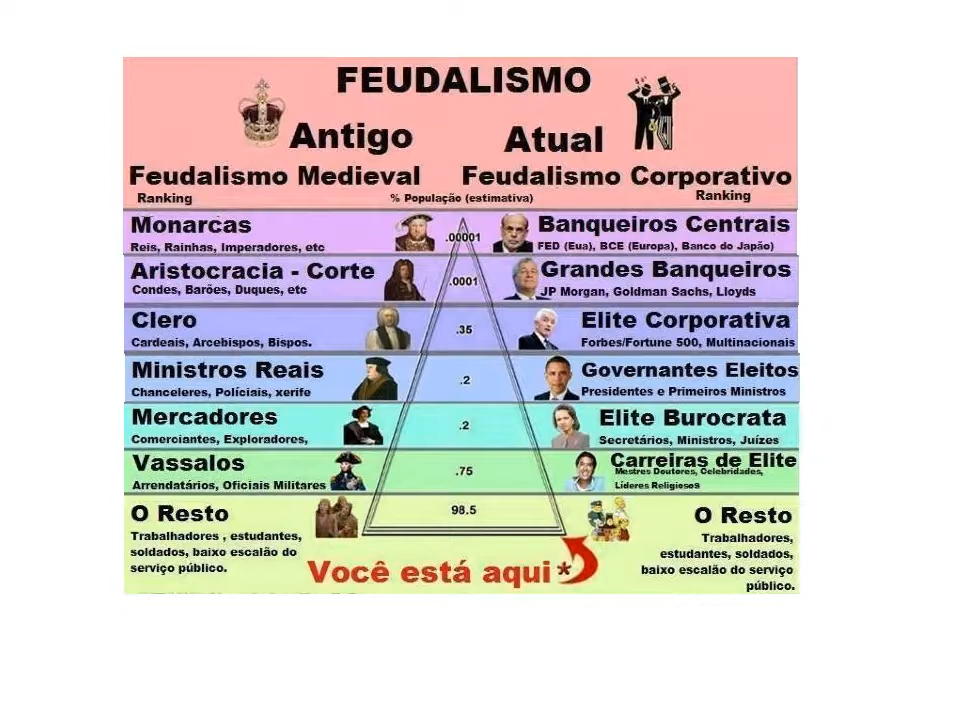 FEUDALISMO
Antigo Atual
Feudalismo Medieval Feudalismo Corporativo
Ranking % População (estimativa) Ranking
Monarcas .00001 Banqueiros Centrais
Reis, Rainhas, Imperadores, etc FED (Eua), BCE (Europa), Banco do Japão)
Aristocracia - Corte .0001 Grandes Banqueiros
Condes, Barões, Duques, etc JP Morgan, Goldman Sachs, Lloyds
Clero .35 Elite Corporativa
Cardeais, Arcebispos, Bispos. Forbes/Fortune 500, Multinacionais
Ministros Reais .2 Governantes Eleitos
Chanceleres, Políciais, xerife Presidentes e Primeiros Ministros
Mercadores .2 Elite Burocrata
Comerciantes, Exploradores, Secretários, Ministros, Juízes
Vassalos .75 Carreiras de Elite
Arrendatários, Oficiais Militares Mestres Doutores, Celebridades,
Líderes Religiosos
O Resto 98.5 O Resto
Trabalhadores , estudantes,
soldados, baixo escalão do
serviço público.
Trabalhadores,
estudantes, soldados,
baixo escalão do serviço
público.
Você está aqui*